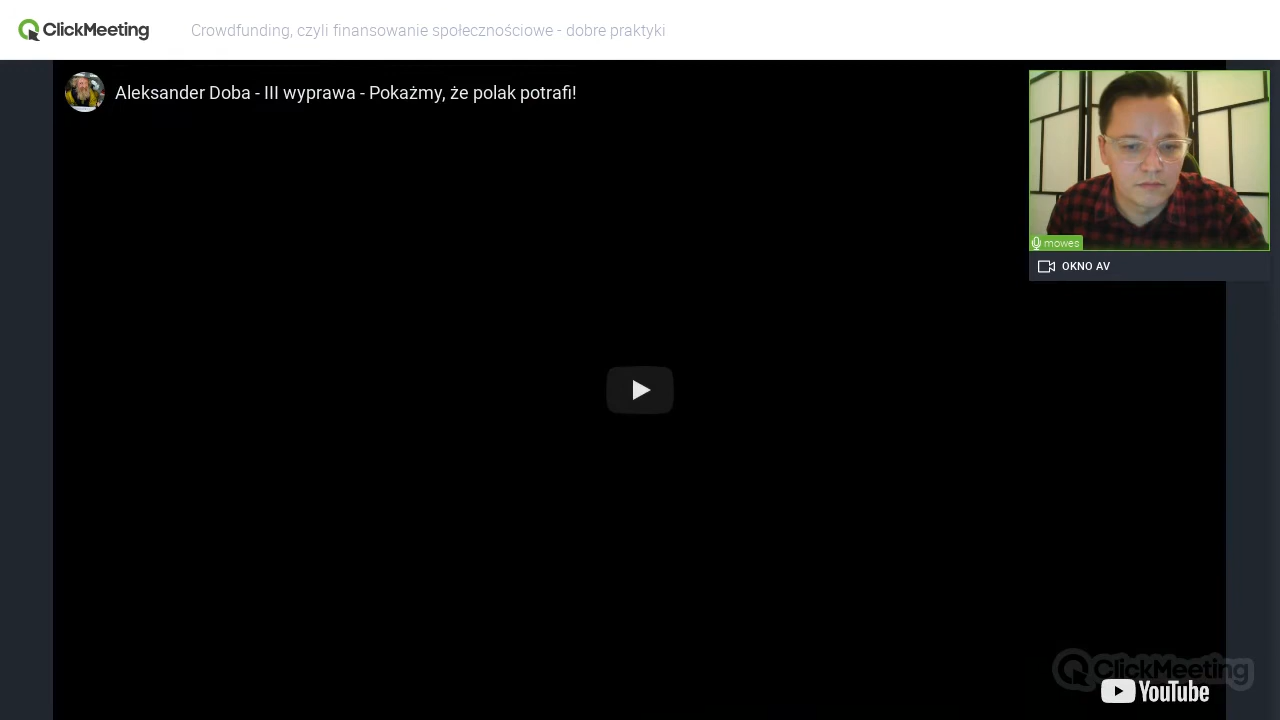 ClickMeeting
Crowdfunding, czyli finansowanie społecznościowe - dobre praktyki
Aleksander Doba - III wyprawa - Pokażmy, że polak potrafi!
mowes
OKNO AV
ClickMeeting
YouTube